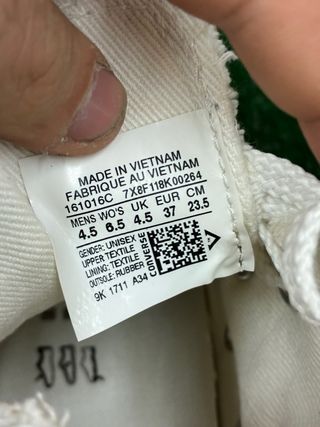 MADE IN VIETNAM
FABRIQUE AU VIETNAM
161016C 7X8F118K00264
MENS WO'S UK EUR CM
4.5 6.5 4.5 37 23.5
GENDER: UNISEX
UPPER TEXTILE
LINING: TEXTILE
OUTSOLE: RUBBER
CONVERSE
9K 1711 A34